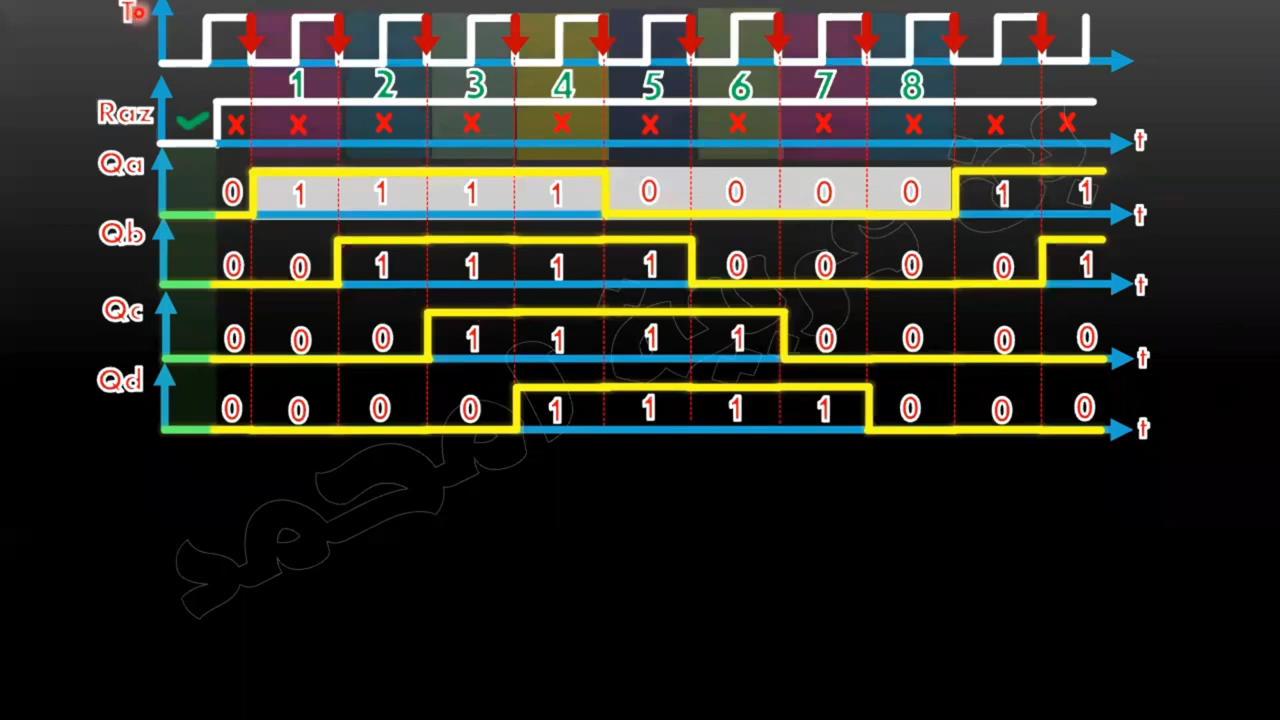 To
1 2 3 4 5 6 7 8
Raz ✓ x x x x x x x x x x t
Qa 0 1 1 1 1 0 0 0 0 1 1 t
Qb 0 0 1 1 1 1 0 0 0 0 1 t
Qc 0 0 0 1 1 1 1 0 0 0 0 t
Qd 0 0 0 0 1 1 1 1 0 0 0 t